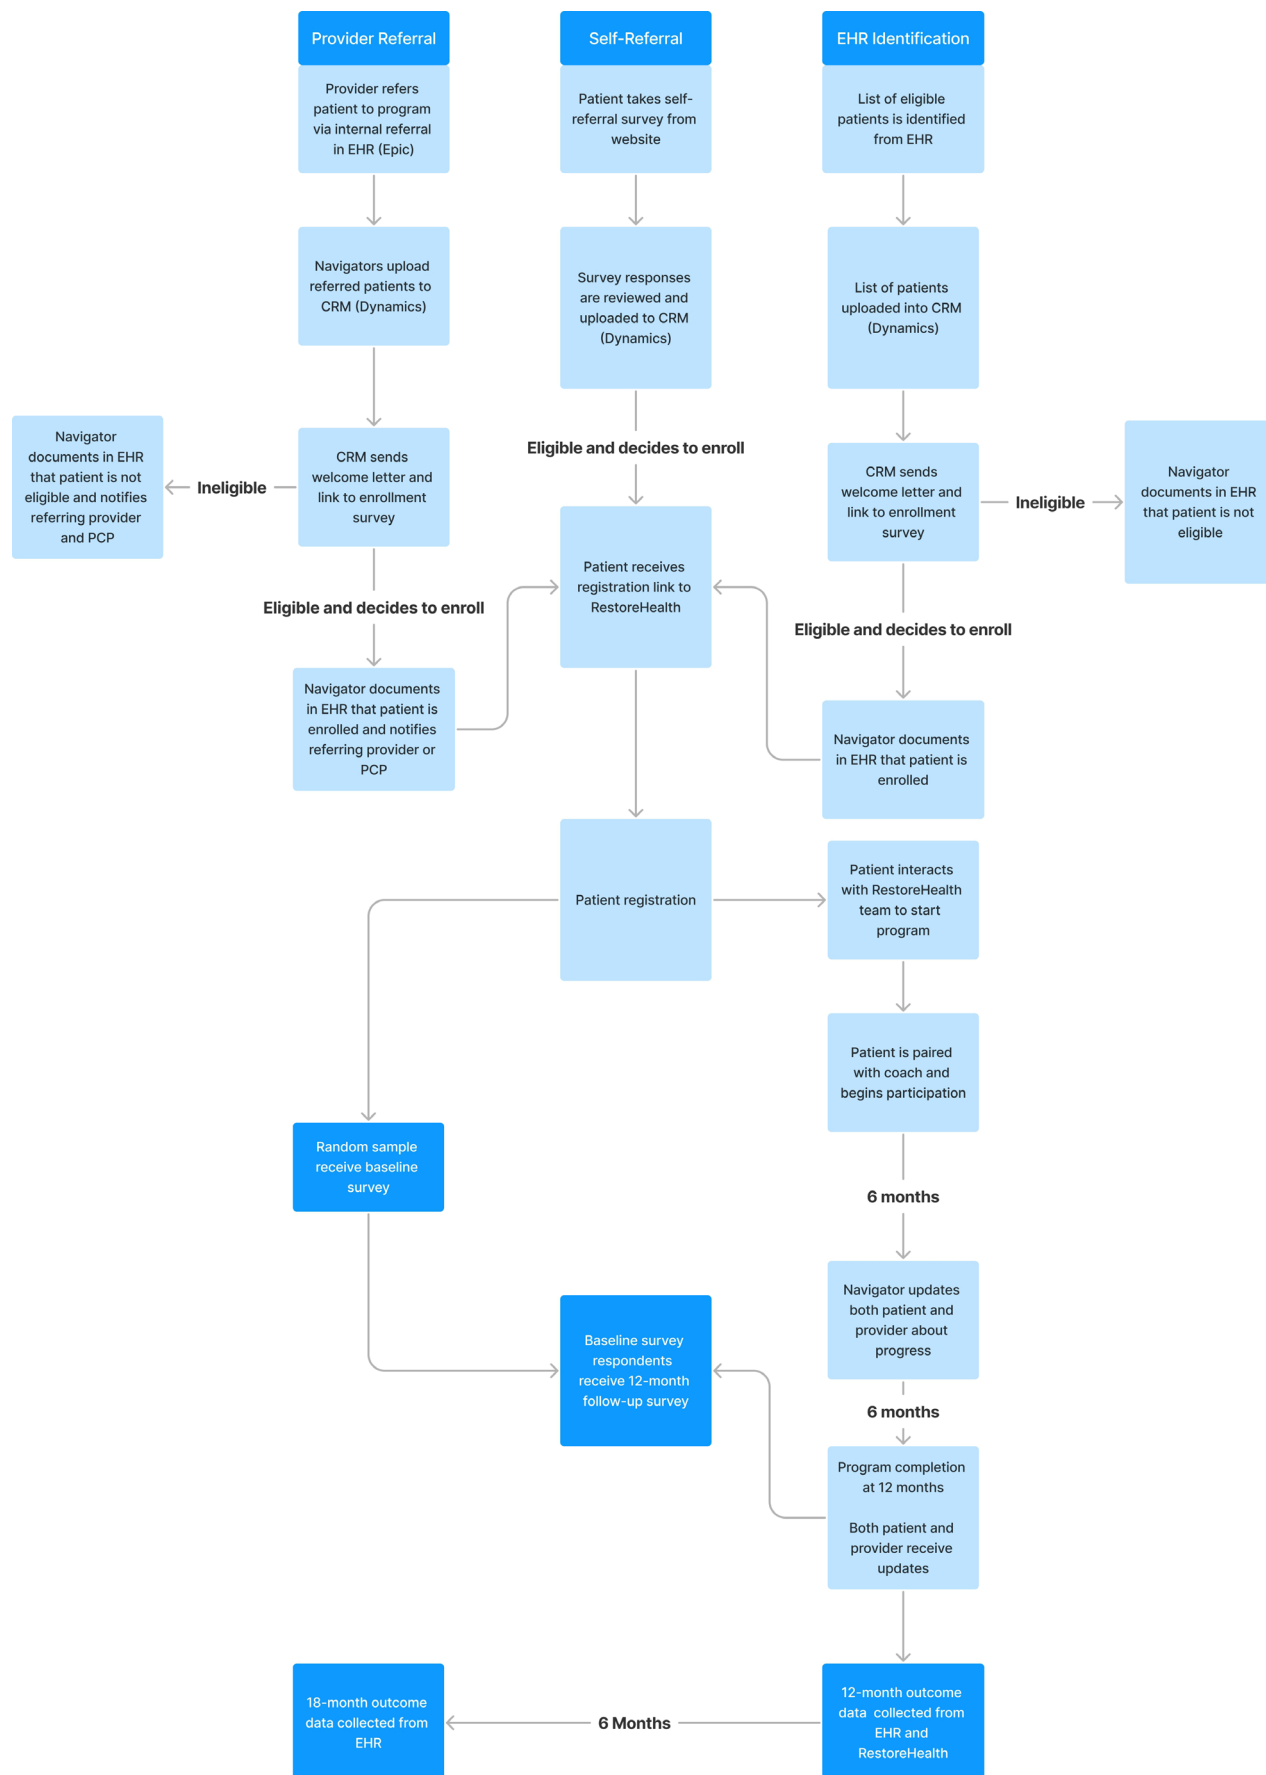 Provider Referral
Self-Referral
EHR Identification
Provider refers
patient to program
via internal referral
in EHR (Epic)
Patient takes self-
referral survey from
website
List of eligible
patients is identified
from EHR
Navigators upload
referred patients to
CRM (Dynamics)
Survey responses
are reviewed and
uploaded to CRM
(Dynamics)
List of patients
uploaded into CRM
(Dynamics)
Navigator
documents in EHR
that patient is not
eligible and notifies
referring provider
and PCP
Ineligible
CRM sends
welcome letter and
link to enrollment
survey
Eligible and decides to enroll
CRM sends
welcome letter and
link to enrollment
survey
Ineligible
Navigator
documents in EHR
that patient is not
eligible
Eligible and decides to enroll
Patient receives
registration link to
RestoreHealth
Eligible and decides to enroll
Navigator documents
in EHR that patient is
enrolled and notifies
referring provider or
PCP
Navigator documents
in EHR that patient is
enrolled
Patient registration
Patient interacts
with RestoreHealth
team to start
program
Patient is paired
with coach and
begins participation
Random sample
receive baseline
survey
6 months
Navigator updates
both patient and
provider about
progress
Baseline survey
respondents
receive 12-month
follow-up survey
6 months
Program completion
at 12 months
Both patient and
provider receive
updates
18-month outcome
data collected from
EHR
6 Months
12-month outcome
data collected from
EHR and
RestoreHealth